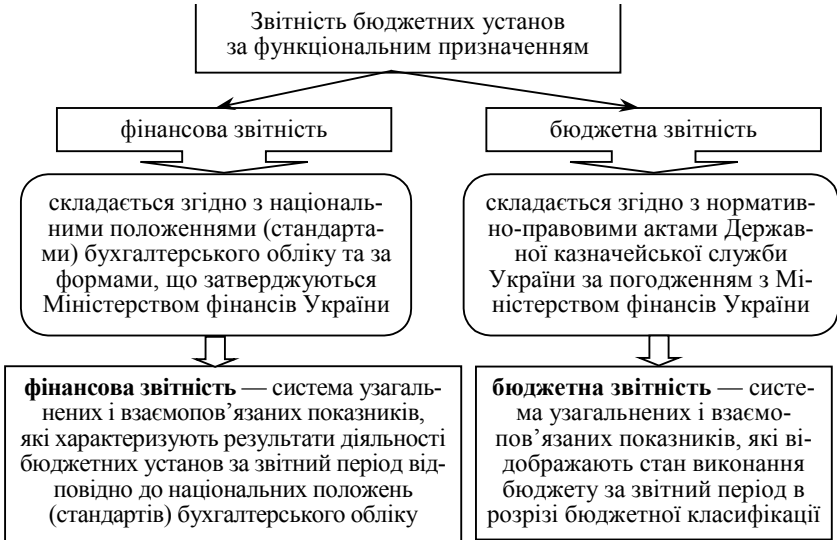 Звітність бюджетних установ
за функціональним призначенням
фінансова звітність
бюджетна звітність
складається згідно з національ-
ними положеннями (стандарта-
ми) бухгалтерського обліку та за
формами, що затверджуються
Міністерством фінансів України
складається згідно з норматив-
но-правовими актами Держав-
ної казначейської служби
України за погодженням з Мі-
ністерством фінансів України
фінансова звітність — система узагаль-
нених і взаємопов’язаних показників,
які характеризують результати діяльності
бюджетних установ за звітний період від-
повідно до національних положень
(стандартів) бухгалтерського обліку
бюджетна звітність — систе-
ма узагальнених і взаємо-
пов’язаних показників, які ві-
дображають стан виконання
бюджету за звітний період в
розрізі бюджетної класифікації